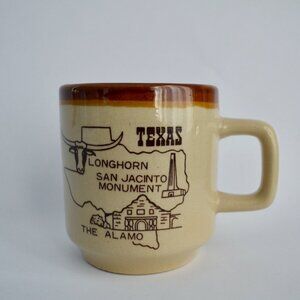 TEXAS
LONGHORN
SAN JACINTO
MONUMENT
THE ALAMO